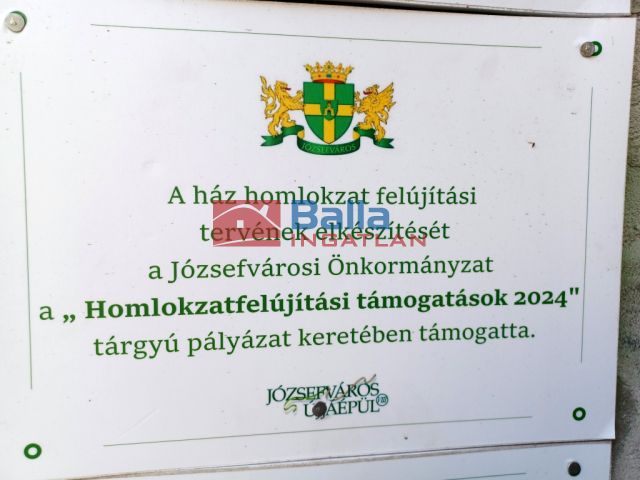 JÓZSEFVÁROS
A ház homlokzat felújítási
tervének elkészítését
Balla
INGATLAN
a Józsefvárosi Önkormányzat
a „ Homlokzatfelújítási támogatások 2024"
tárgyú pályázat keretében támogatta.
JÓZSEFVÁROS
ÚJJÁÉPÜL